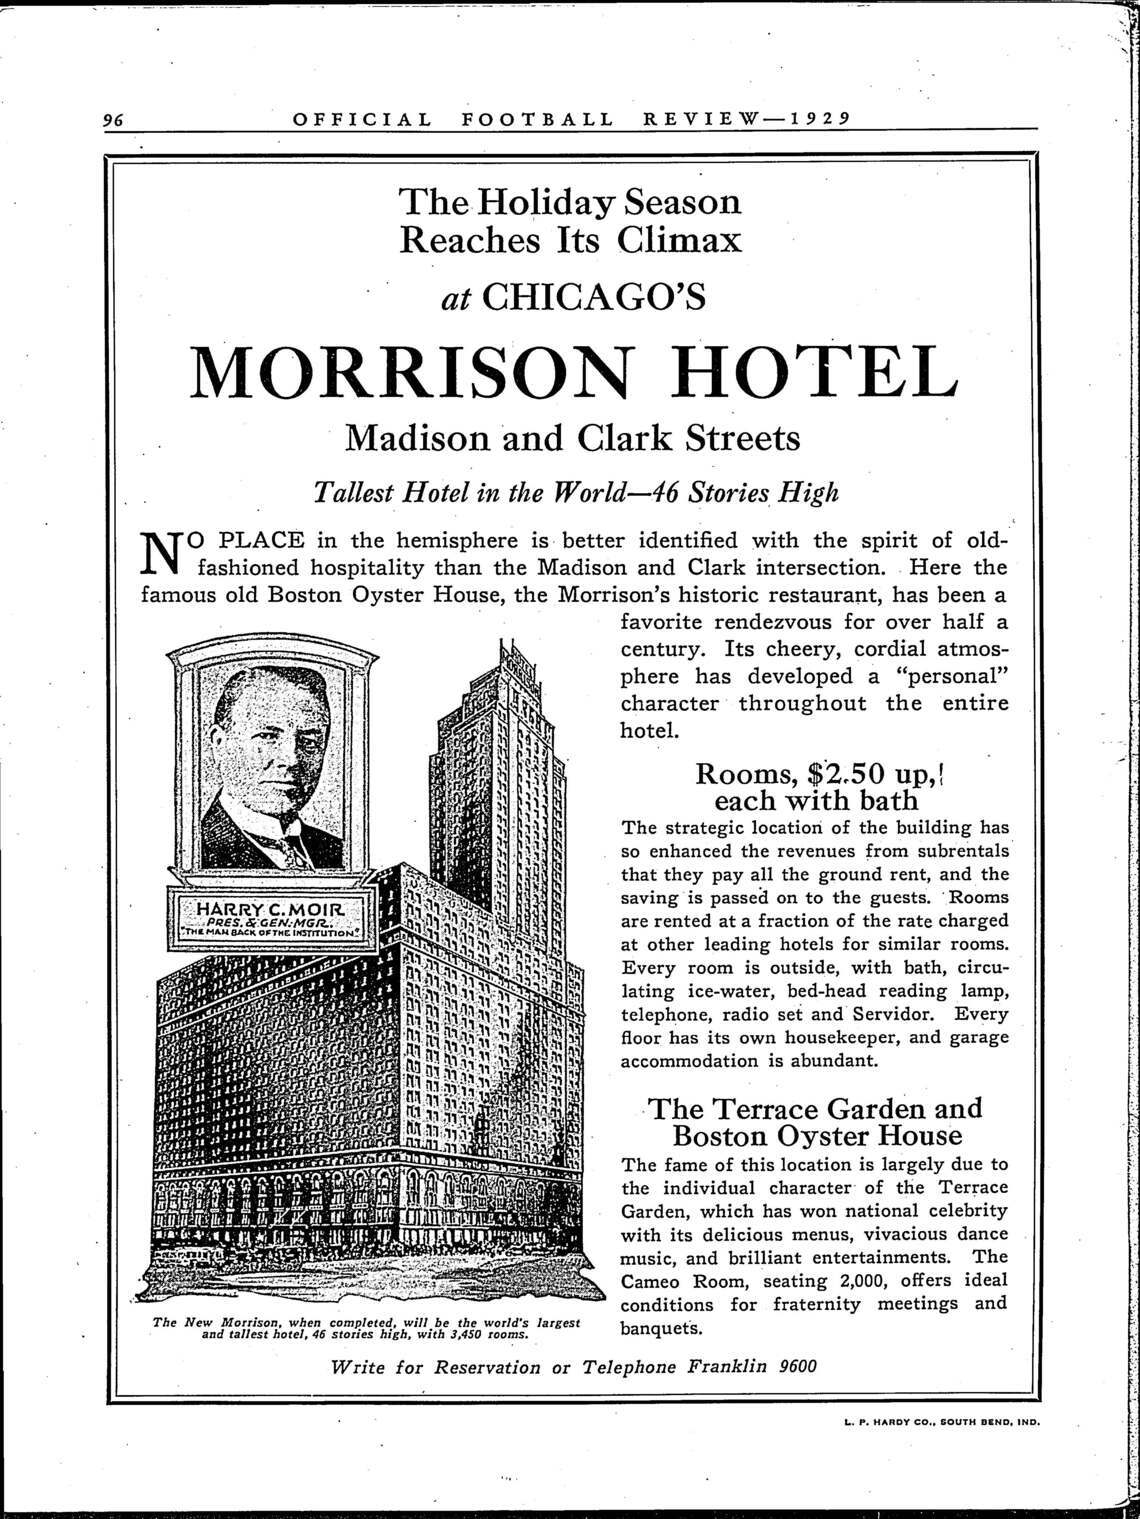 96
OFFICIAL FOOTBALL REVIEW—1929
The Holiday Season
Reaches Its Climax
at CHICAGO'S
MORRISON HOTEL
Madison and Clark Streets
Tallest Hotel in the World—46 Stories High
NO PLACE in the hemisphere is better identified with the spirit of old-
fashioned hospitality than the Madison and Clark intersection. Here the
famous old Boston Oyster House, the Morrison's historic restaurant, has been a
favorite rendezvous for over half a
century. Its cheery, cordial atmos-
phere has developed a “personal”
character throughout the entire
hotel.
HARRY C. MOIR
PRES. & GEN. MGR.
"THE MAN BACK OF THE INSTITUTION"
Rooms, $2.50 up,
each with bath
The strategic location of the building has
so enhanced the revenues from subrentals
that they pay all the ground rent, and the
saving is passed on to the guests. Rooms
are rented at a fraction of the rate charged
at other leading hotels for similar rooms.
Every room is outside, with bath, circu-
lating ice-water, bed-head reading lamp,
telephone, radio set and Servidor. Every
floor has its own housekeeper, and garage
accommodation is abundant.
The Terrace Garden and
Boston Oyster House
The fame of this location is largely due to
the individual character of the Terrace
Garden, which has won national celebrity
with its delicious menus, vivacious dance
music, and brilliant entertainments. The
Cameo Room, seating 2,000, offers ideal
conditions for fraternity meetings and
banquets.
The New Morrison, when completed, will be the world's largest
and tallest hotel, 46 stories high, with 3,450 rooms.
Write for Reservation or Telephone Franklin 9600
L. P. HARDY CO., SOUTH BEND, IND.